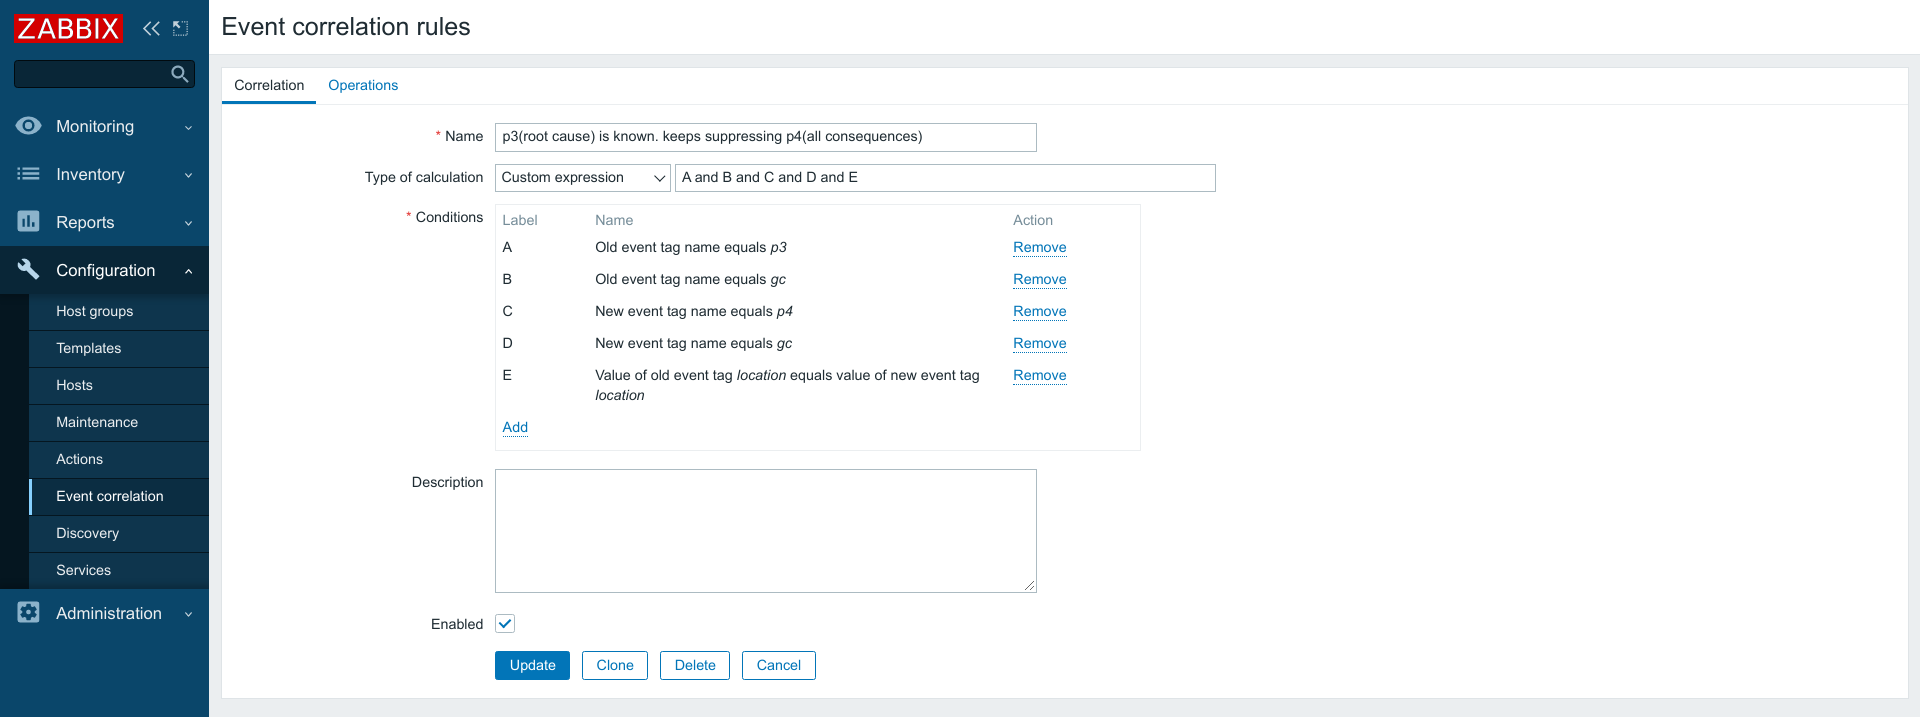 ZABBIX
Monitoring
Inventory
Reports
Configuration
Host groups
Templates
Hosts
Maintenance
Actions
Event correlation
Discovery
Services
Administration
Event correlation rules
Correlation Operations
* Name p3(root cause) is known. keeps suppressing p4(all consequences)
Type of calculation Custom expression A and B and C and D and E
* Conditions Label Name Action
A Old event tag name equals p3 Remove
B Old event tag name equals gc Remove
C New event tag name equals p4 Remove
D New event tag name equals gc Remove
E Value of old event tag location equals value of new event tag Remove
location
Add
Description
Enabled
Update Clone Delete Cancel